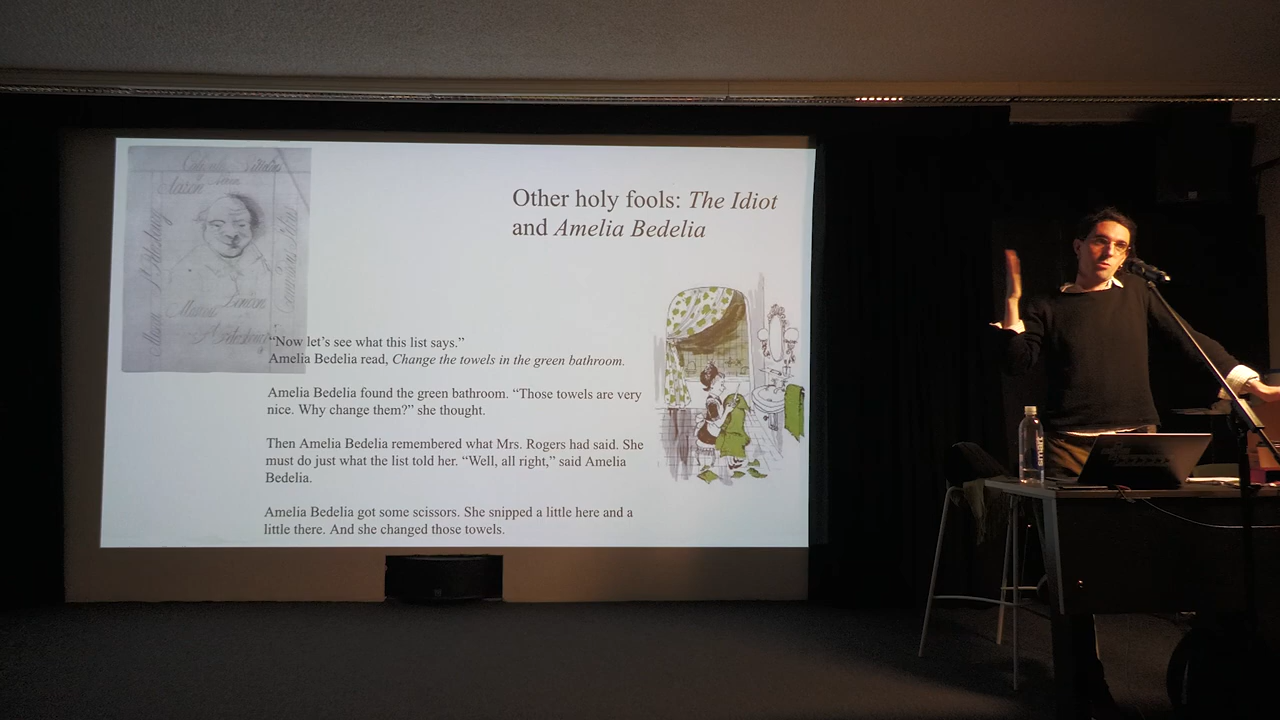 Other holy fools: The Idiot
and Amelia Bedelia
“Now let’s see what this list says.”
Amelia Bedelia read, Change the towels in the green bathroom.
Amelia Bedelia found the green bathroom. “Those towels are very
nice. Why change them?” she thought.
Then Amelia Bedelia remembered what Mrs. Rogers had said. She
must do just what the list told her. “Well, all right,” said Amelia
Bedelia.
Amelia Bedelia got some scissors. She snipped a little here and a
little there. And she changed those towels.